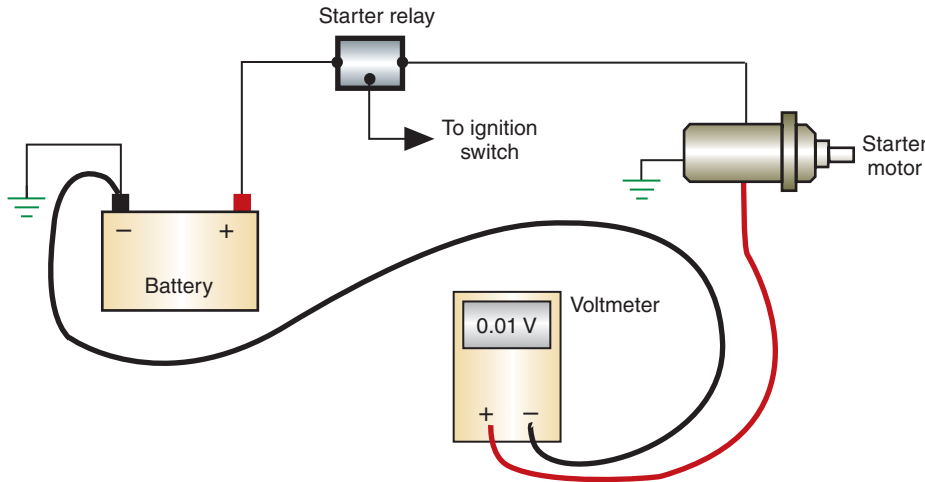 Starter relay
To ignition
switch
Starter
motor
− +
Battery
Voltmeter
0.01 V
+ −